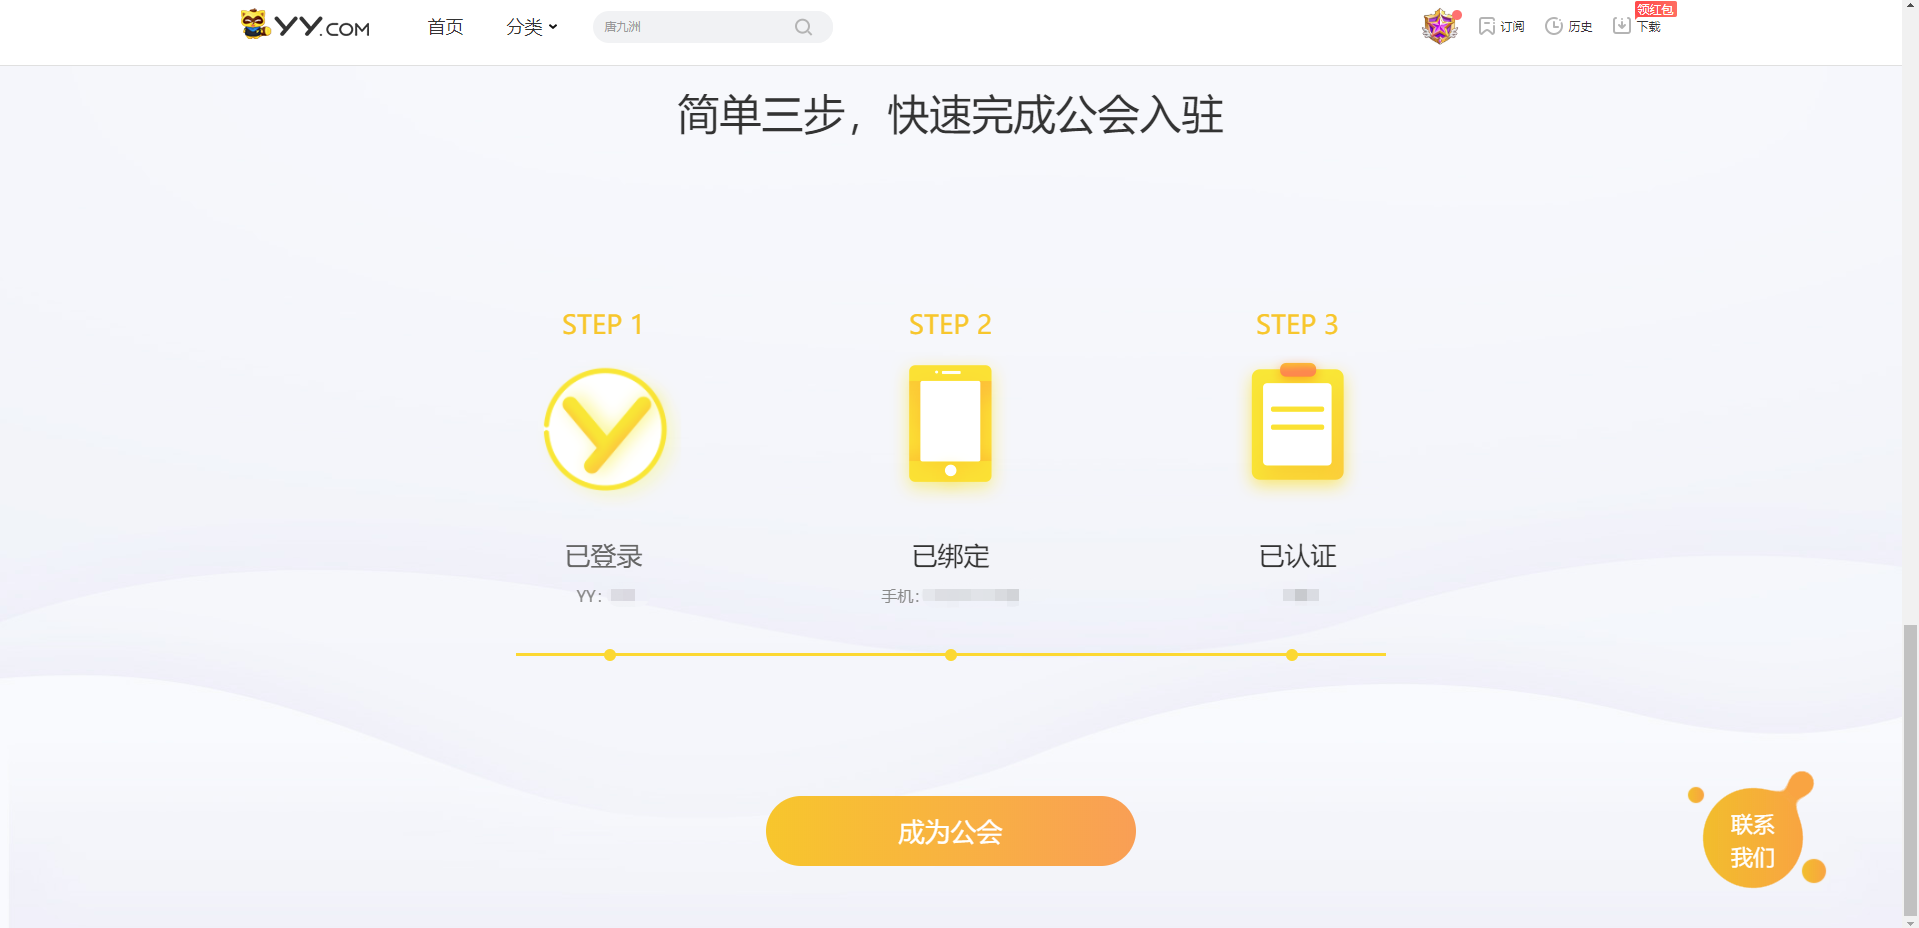 YY.COM
首页
分类
唐九洲
订阅
历史
领红包
下载
简单三步，快速完成公会入驻
STEP 1
STEP 2
STEP 3
已登录
已绑定
已认证
YY：
手机：
成为公会
联系
我们